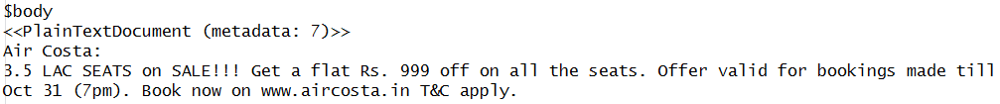 $body
<<PlainTextDocument (metadata: 7)>>
Air Costa:
3.5 LAC SEATS on SALE!!! Get a flat Rs. 999 off on all the seats. Offer valid for bookings made till
Oct 31 (7pm). Book now on www.aircosta.in T&C apply.